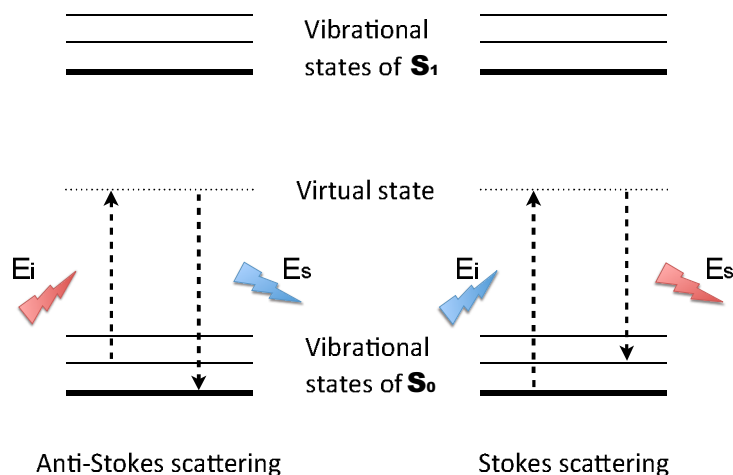 Vibrational
states of S₁
Virtual state
Ei
Es
Ei
Es
Vibrational
states of S₀
Anti-Stokes scattering
Stokes scattering